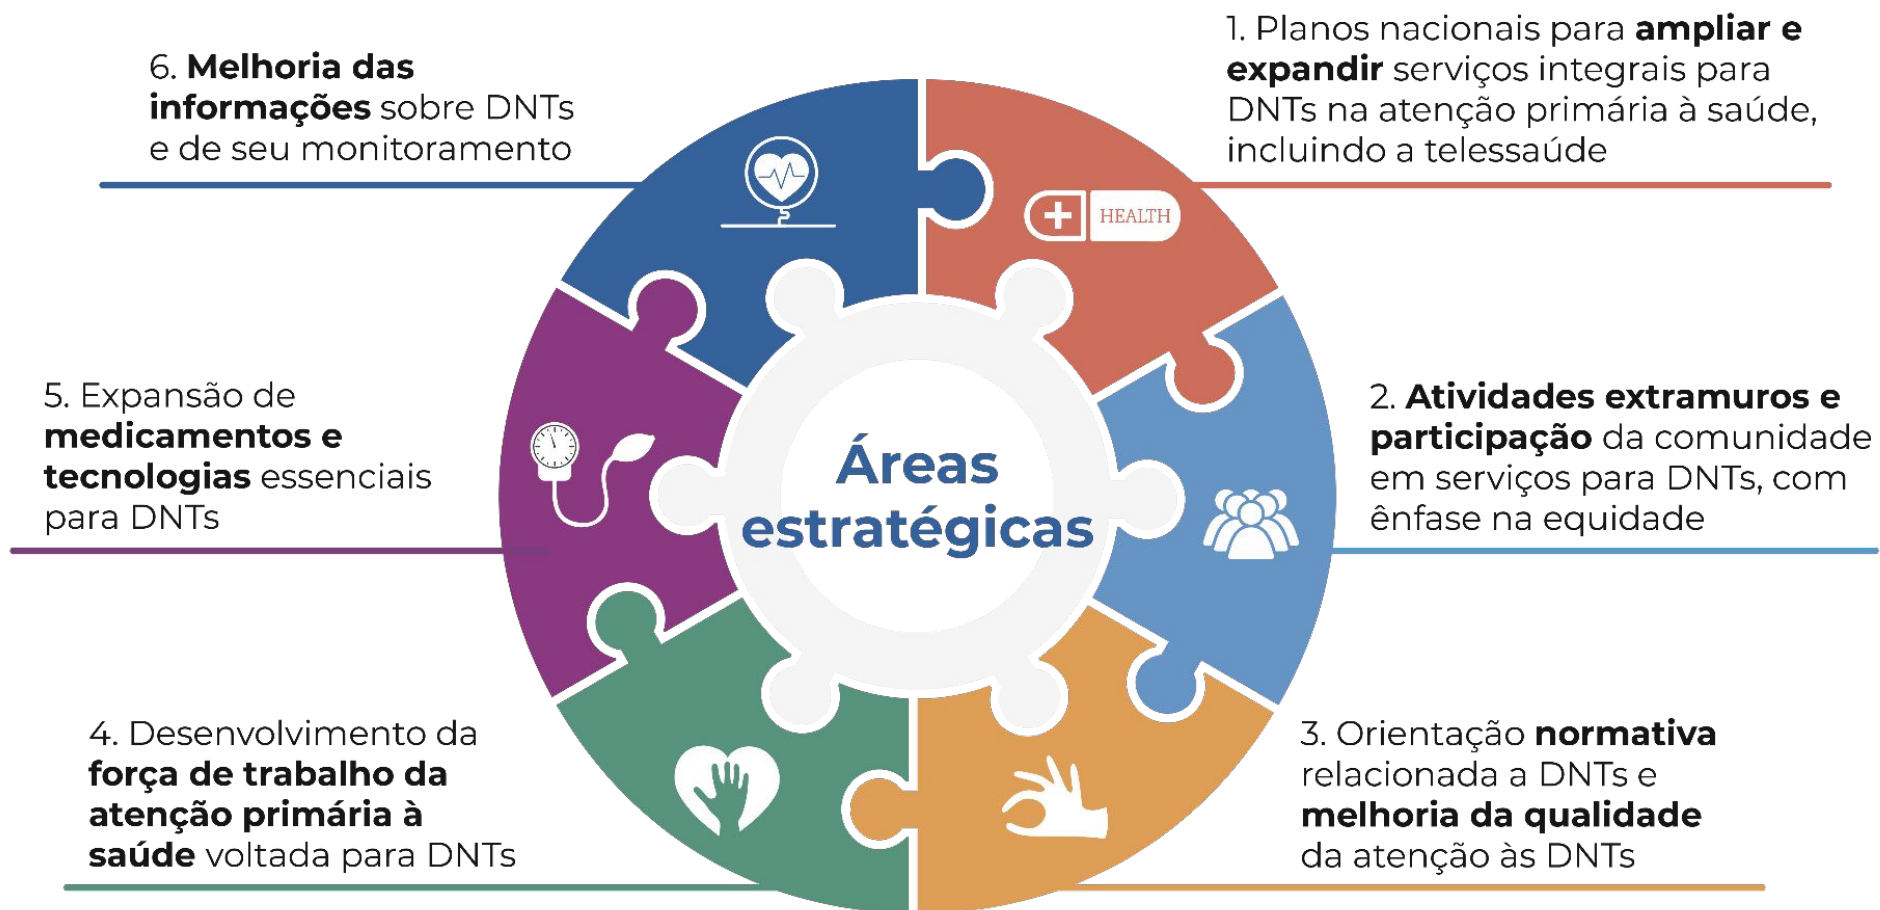 1. Planos nacionais para ampliar e
expandir serviços integrais para
DNTs na atenção primária à saúde,
incluindo a telessaúde
HEALTH
2. Atividades extramuros e
participação da comunidade
em serviços para DNTs, com
ênfase na equidade
3. Orientação normativa
relacionada a DNTs e
melhoria da qualidade
da atenção às DNTs
4. Desenvolvimento da
força de trabalho da
atenção primária à
saúde voltada para DNTs
5. Expansão de
medicamentos e
tecnologias essenciais
para DNTs
6. Melhoria das
informações sobre DNTs
e de seu monitoramento
Áreas
estratégicas